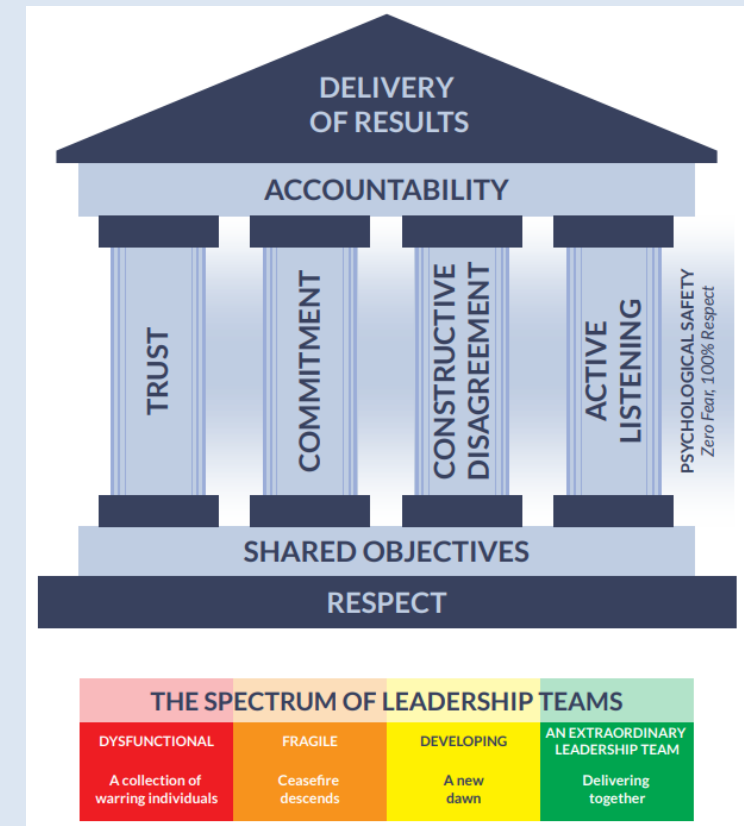 DELIVERY
OF RESULTS
ACCOUNTABILITY
TRUST
COMMITMENT
CONSTRUCTIVE
DISAGREEMENT
ACTIVE
LISTENING
PSYCHOLOGICAL SAFETY
Zero Fear, 100% Respect
SHARED OBJECTIVES
RESPECT
THE SPECTRUM OF LEADERSHIP TEAMS
DYSFUNCTIONAL
A collection of
warring individuals
FRAGILE
Ceasefire
descends
DEVELOPING
A new
dawn
AN EXTRAORDINARY
LEADERSHIP TEAM
Delivering
together